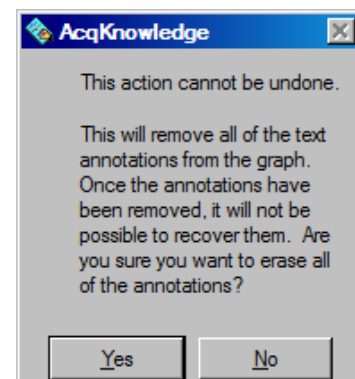 AcqKnowledge
This action cannot be undone.
This will remove all of the text
annotations from the graph.
Once the annotations have
been removed, it will not be
possible to recover them. Are
you sure you want to erase all
of the annotations?
Yes
No